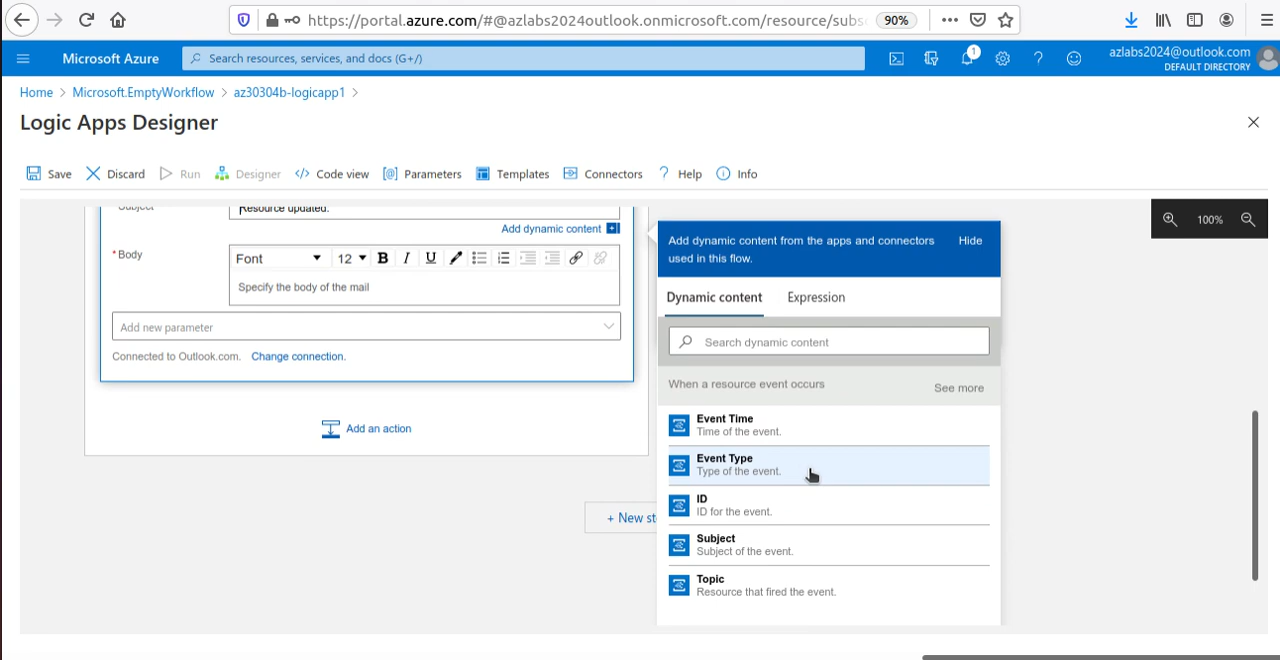 https://portal.azure.com/#@azlabs2024outlook.onmicrosoft.com/resource/subs
90%
Microsoft Azure
Search resources, services, and docs (G+/)
1
azlabs2024@outlook.com
DEFAULT DIRECTORY
Home > Microsoft.EmptyWorkflow > az30304b-logicapp1 >
Logic Apps Designer
Save Discard Run Designer Code view Parameters Templates Connectors Help Info
100%
Subject
Resource updated:
Add dynamic content
* Body
Font 12 B I U
Specify the body of the mail
Add new parameter
Connected to Outlook.com. Change connection.
Add an action
+ New st
Add dynamic content from the apps and connectors used in this flow.
Hide
Dynamic content Expression
Search dynamic content
When a resource event occurs
See more
Event Time
Time of the event.
Event Type
Type of the event.
ID
ID for the event.
Subject
Subject of the event.
Topic
Resource that fired the event.